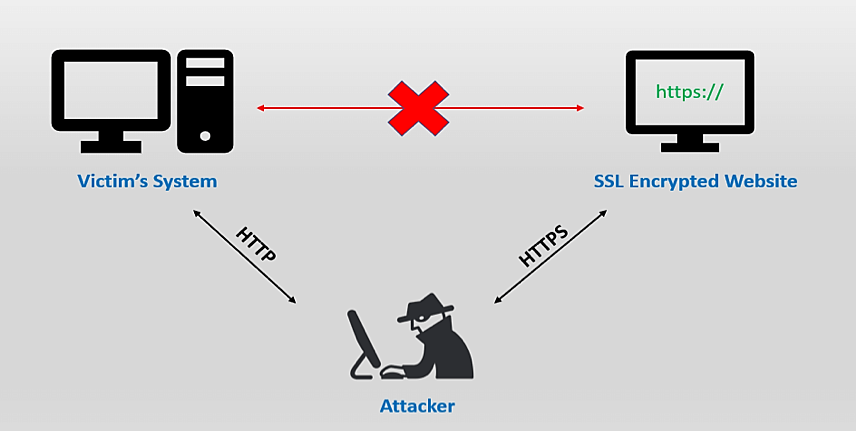 https://
Victim's System
SSL Encrypted Website
HTTP
HTTPS
Attacker